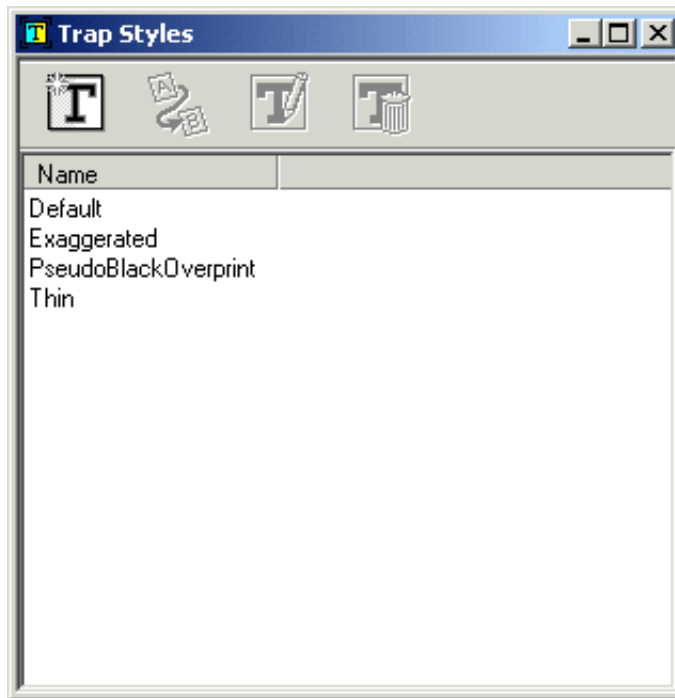 Trap Styles
Name
Default
Exaggerated
PseudoBlackOverprint
Thin